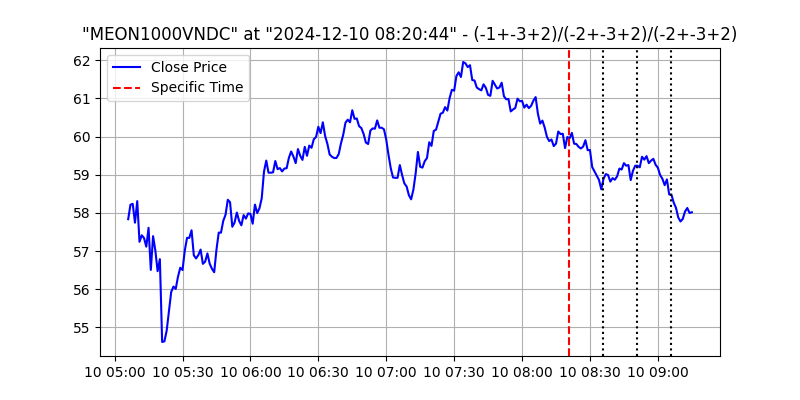 "MEON1000VNDC" at "2024-12-10 08:20:44" - (-1+-3+2)/(-2+-3+2)/(-2+-3+2)
Close Price
Specific Time
62
61
60
59
58
57
56
55
10 05:00 10 05:30 10 06:00 10 06:30 10 07:00 10 07:30 10 08:00 10 08:30 10 09:00